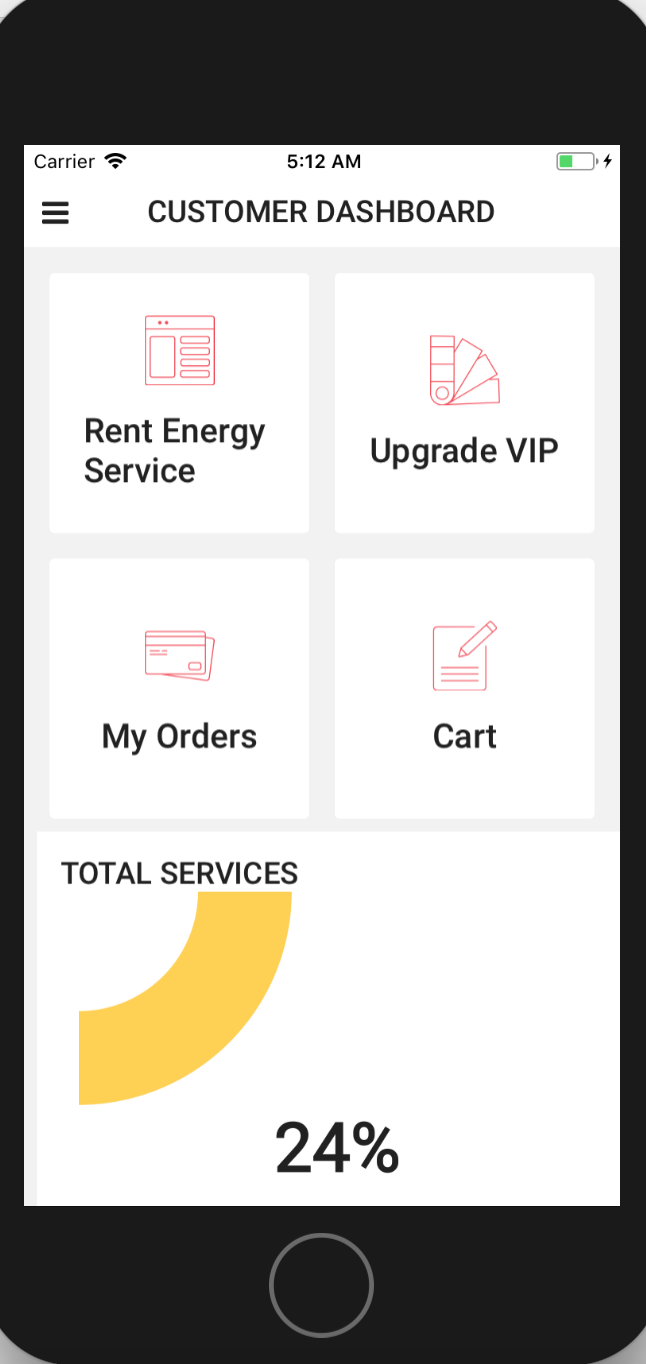 Carrier
5:12 AM
CUSTOMER DASHBOARD
Rent Energy
Service
Upgrade VIP
My Orders
Cart
TOTAL SERVICES
24%